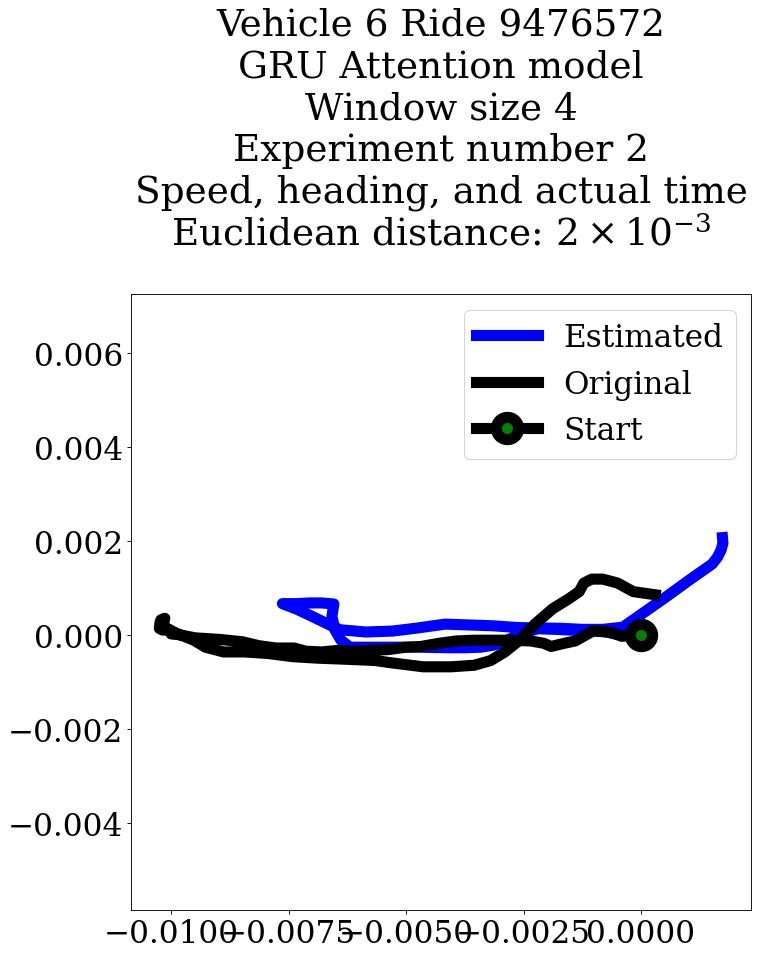 Vehicle 6 Ride 9476572
GRU Attention model
Window size 4
Experiment number 2
Speed, heading, and actual time
Euclidean distance: 2 × 10⁻³
Estimated
Original
Start
0.006
0.004
0.002
0.000
−0.002
−0.004
−0.0100 −0.0075 −0.0050 −0.0025 0.0000